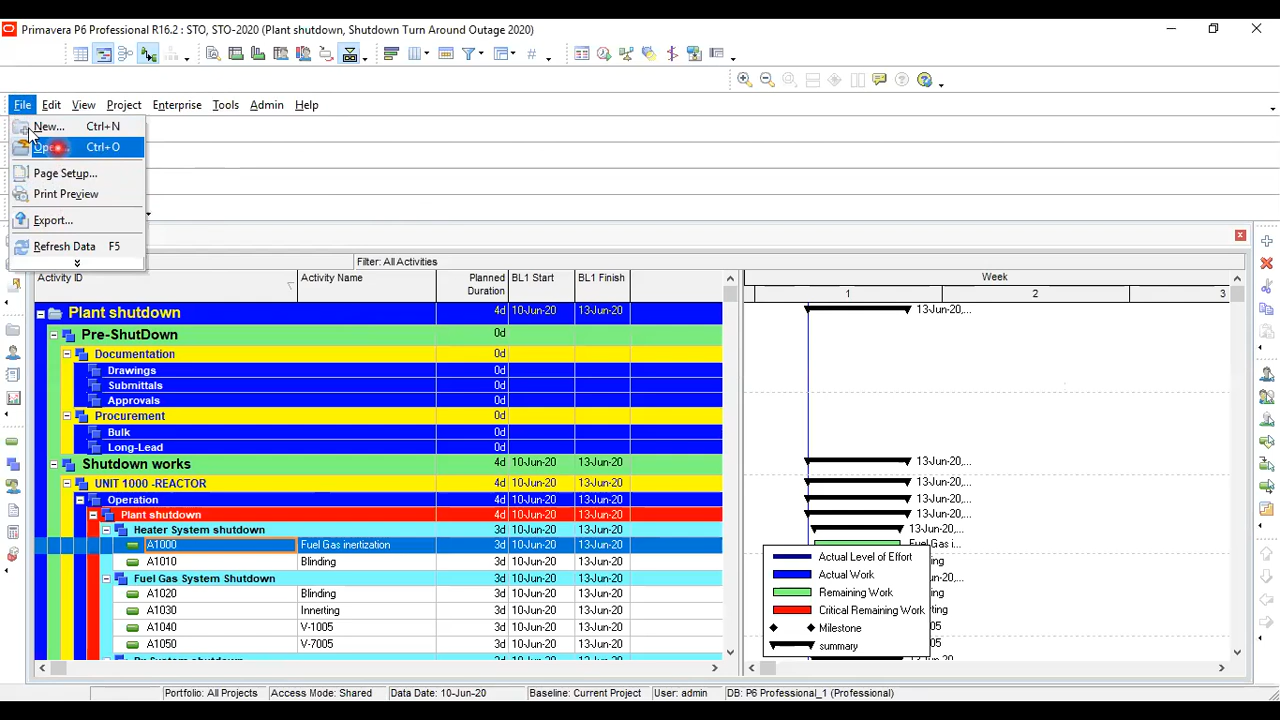 Primavera P6 Professional R16.2 : STO, STO-2020 (Plant shutdown, Shutdown Turn Around Outage 2020)
File Edit View Project Enterprise Tools Admin Help
New... Ctrl+N
Open... Ctrl+O
Page Setup...
Print Preview
Export...
Refresh Data F5
Filter: All Activities
Activity ID Activity Name Planned Duration BL1 Start BL1 Finish
Week
1 2 3
Plant shutdown 4d 10-Jun-20 13-Jun-20 13-Jun-20,...
Pre-ShutDown 0d
Documentation 0d
Drawings 0d
Submittals 0d
Approvals 0d
Procurement 0d
Bulk 0d
Long-Lead 0d
Shutdown works 4d 10-Jun-20 13-Jun-20 13-Jun-20,...
UNIT 1000 -REACTOR 4d 10-Jun-20 13-Jun-20 13-Jun-20,...
Operation 4d 10-Jun-20 13-Jun-20 13-Jun-20,...
Plant shutdown 4d 10-Jun-20 13-Jun-20 13-Jun-20,...
Heater System shutdown 3d 10-Jun-20 13-Jun-20 13-Jun-20,...
A1000 Fuel Gas inertization 3d 10-Jun-20 13-Jun-20 Fuel Gas i...
A1010 Blinding 3d 10-Jun-20 13-Jun-20
Fuel Gas System Shutdown 3d 10-Jun-20 13-Jun-20
A1020 Blinding 3d 10-Jun-20 13-Jun-20
A1030 Innerting 3d 10-Jun-20 13-Jun-20
A1040 V-1005 3d 10-Jun-20 13-Jun-20
A1050 V-7005 3d 10-Jun-20 13-Jun-20
Actual Level of Effort
Actual Work
Remaining Work
Critical Remaining Work
Milestone
summary
Portfolio: All Projects Access Mode: Shared Data Date: 10-Jun-20 Baseline: Current Project User: admin DB: P6 Professional_1 (Professional)